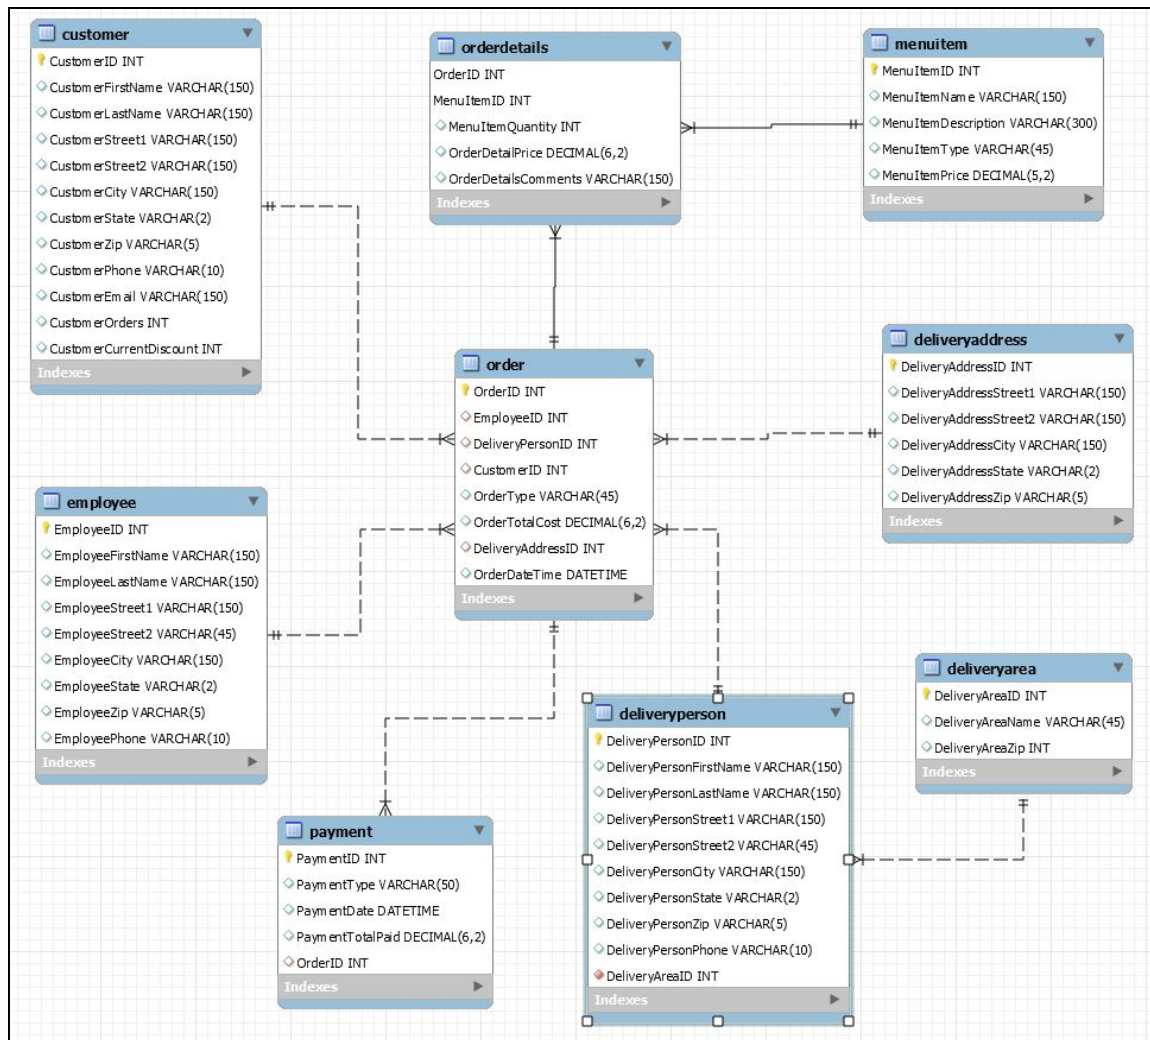 customer
CustomerID INT
CustomerFirstName VARCHAR(150)
CustomerLastName VARCHAR(150)
CustomerStreet1 VARCHAR(150)
CustomerStreet2 VARCHAR(150)
CustomerCity VARCHAR(150)
CustomerState VARCHAR(2)
CustomerZip VARCHAR(5)
CustomerPhone VARCHAR(10)
CustomerEmail VARCHAR(150)
CustomerOrders INT
CustomerCurrentDiscount INT
Indexes
orderdetails
OrderID INT
MenuItemID INT
MenuItemQuantity INT
OrderDetailPrice DECIMAL(6,2)
OrderDetailsComments VARCHAR(150)
Indexes
menuitem
MenuItemID INT
MenuItemName VARCHAR(150)
MenuItemDescription VARCHAR(300)
MenuItemType VARCHAR(45)
MenuItemPrice DECIMAL(5,2)
Indexes
order
OrderID INT
EmployeeID INT
DeliveryPersonID INT
CustomerID INT
OrderType VARCHAR(45)
OrderTotalCost DECIMAL(6,2)
DeliveryAddressID INT
OrderDateTime DATETIME
Indexes
deliveryaddress
DeliveryAddressID INT
DeliveryAddressStreet1 VARCHAR(150)
DeliveryAddressStreet2 VARCHAR(150)
DeliveryAddressCity VARCHAR(150)
DeliveryAddressState VARCHAR(2)
DeliveryAddressZip VARCHAR(5)
Indexes
employee
EmployeeID INT
EmployeeFirstName VARCHAR(150)
EmployeeLastName VARCHAR(150)
EmployeeStreet1 VARCHAR(150)
EmployeeStreet2 VARCHAR(45)
EmployeeCity VARCHAR(150)
EmployeeState VARCHAR(2)
EmployeeZip VARCHAR(5)
EmployeePhone VARCHAR(10)
Indexes
payment
PaymentID INT
PaymentType VARCHAR(50)
PaymentDate DATETIME
PaymentTotalPaid DECIMAL(6,2)
OrderID INT
Indexes
deliveryperson
DeliveryPersonID INT
DeliveryPersonFirstName VARCHAR(150)
DeliveryPersonLastName VARCHAR(150)
DeliveryPersonStreet1 VARCHAR(150)
DeliveryPersonStreet2 VARCHAR(45)
DeliveryPersonCity VARCHAR(150)
DeliveryPersonState VARCHAR(2)
DeliveryPersonZip VARCHAR(5)
DeliveryPersonPhone VARCHAR(10)
DeliveryAreaID INT
Indexes
deliveryarea
DeliveryAreaID INT
DeliveryAreaName VARCHAR(45)
DeliveryAreaZip INT
Indexes